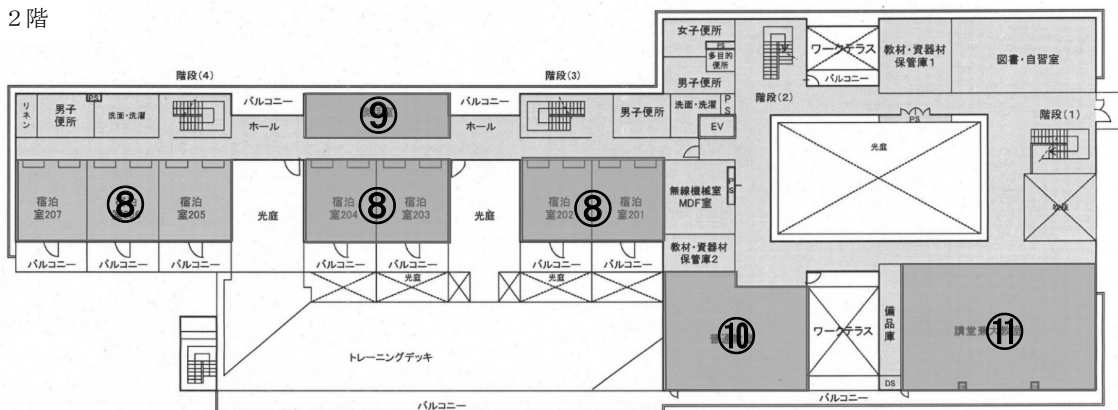 2階
女子便所
PS
多目的
便所
ワークテラス
バルコニー
教材・資器材
保管庫1
図書・自習室
階段(4)
階段(3)
男子便所
階段(2)
リネン
男子
便所
PS
洗面・洗濯
バルコニー
⑨
バルコニー
男子便所
洗面・洗濯
PS
EV
PS
階段(1)
ホール
ホール
光庭
宿泊
室207
⑧
宿泊
室205
光庭
宿泊
室204
⑧
宿泊
室203
光庭
宿泊
室202
⑧
宿泊
室201
無線機械室
MDF室
PS
吹抜
教材・資器材
保管庫2
バルコニー
バルコニー
バルコニー
バルコニー
バルコニー
バルコニー
バルコニー
光庭
光庭
⑩
ワークテラス
備品庫
講堂兼大教室
⑪
トレーニングデッキ
DS
バルコニー
バルコニー